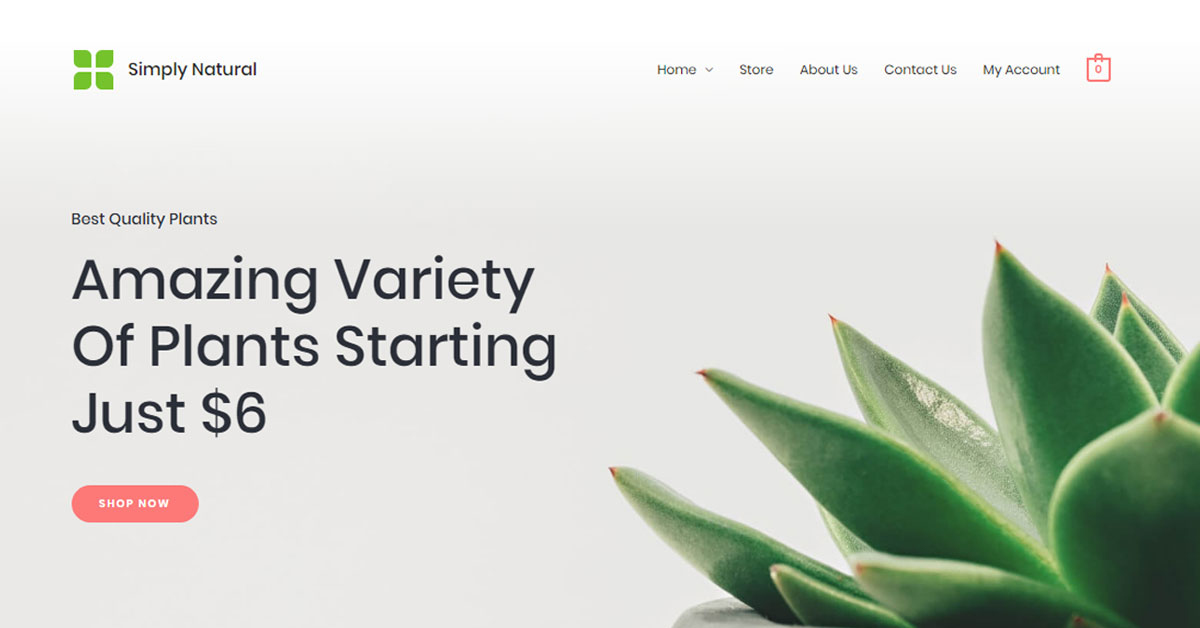 Simply Natural
Home Store About Us Contact Us My Account 0
Best Quality Plants
Amazing Variety
Of Plants Starting
Just $6
SHOP NOW